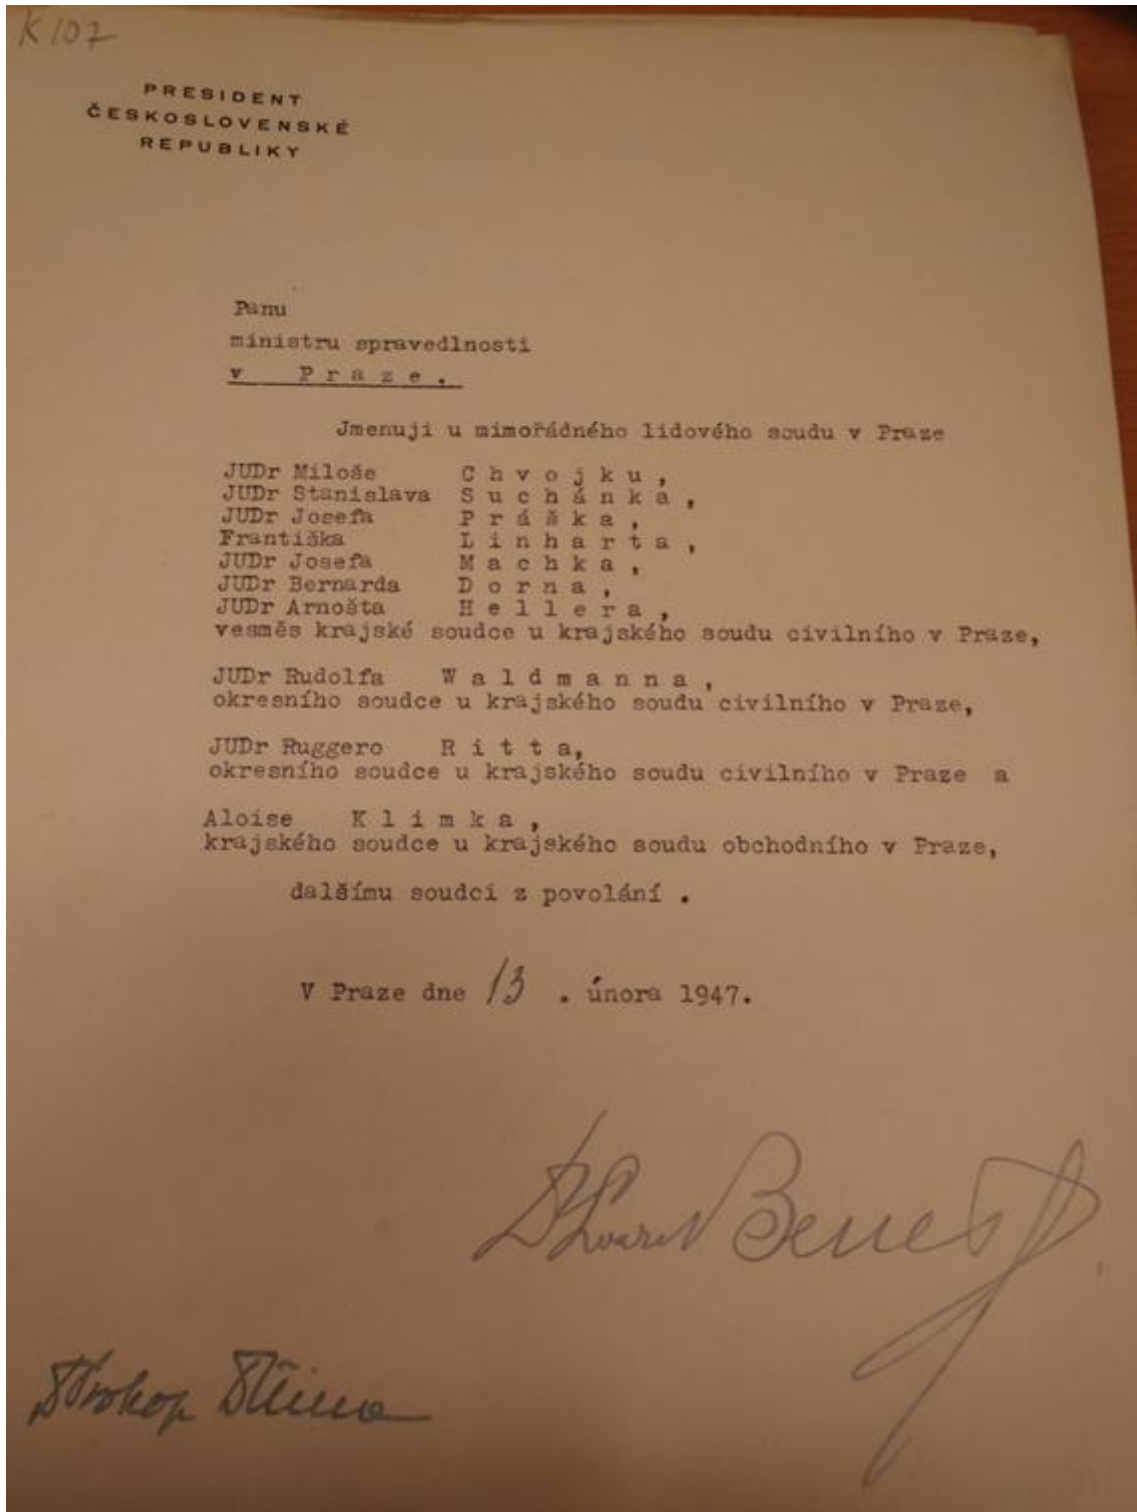 K 107
PRESIDENT
ČESKOSLOVENSKÉ
REPUBLIKY
Panu
ministru spravedlnosti
v Praze.
Jmenuji u mimořádného lidového soudu v Praze
JUDr Miloše Chvojku,
JUDr Stanislava Suchánka,
JUDr Josefa Práška,
Františka Linharta,
JUDr Josefa Machka,
JUDr Bernarda Dorna,
JUDr Arnošta Hellera,
vesměs krajské soudce u krajského soudu civilního v Praze,
JUDr Rudolfa Waldmanna,
okresního soudce u krajského soudu civilního v Praze,
JUDr Ruggero Ritta,
okresního soudce u krajského soudu civilního v Praze a
Aloise Klimka,
krajského soudce u krajského soudu obchodního v Praze,
dalšímu soudci z povolání .
V Praze dne 13 . února 1947.
Beneš
Prokop Drtina